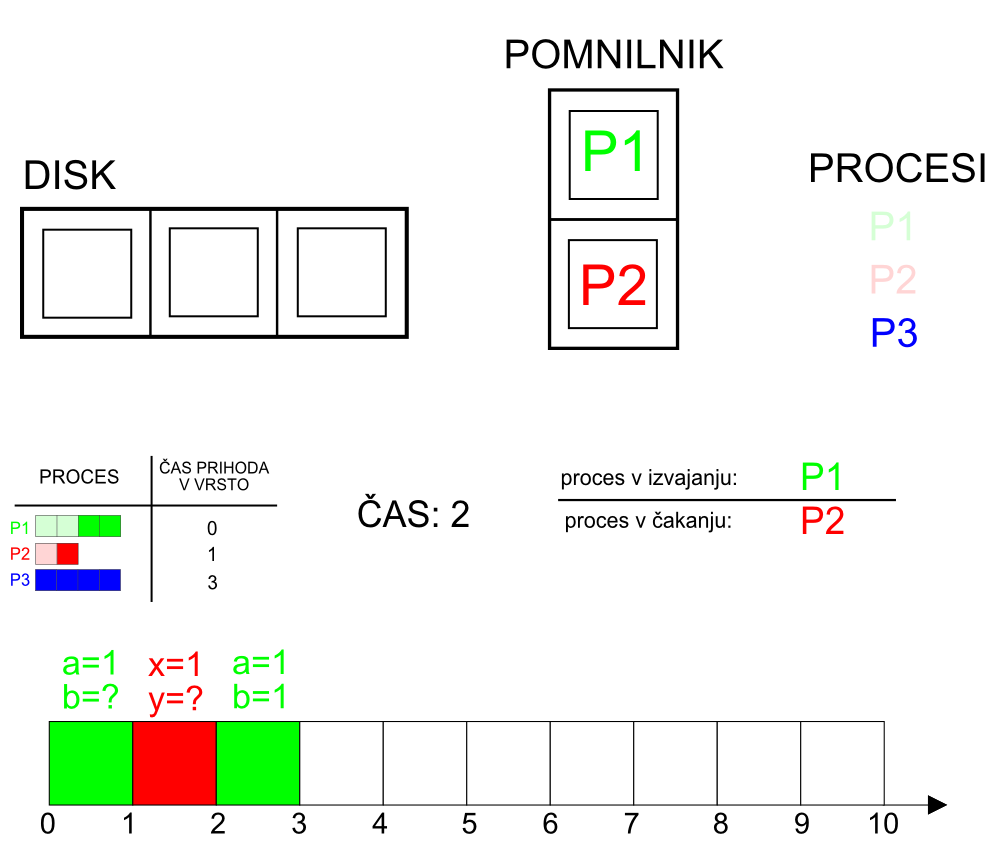 POMNILNIK
P1
P2
DISK
PROCESI
P1
P2
P3
PROCES
ČAS PRIHODA
V VRSTO
P1 0
P2 1
P3 3
ČAS: 2
proces v izvajanju: P1
proces v čakanju: P2
a=1 x=1 a=1
b=? y=? b=1
0 1 2 3 4 5 6 7 8 9 10